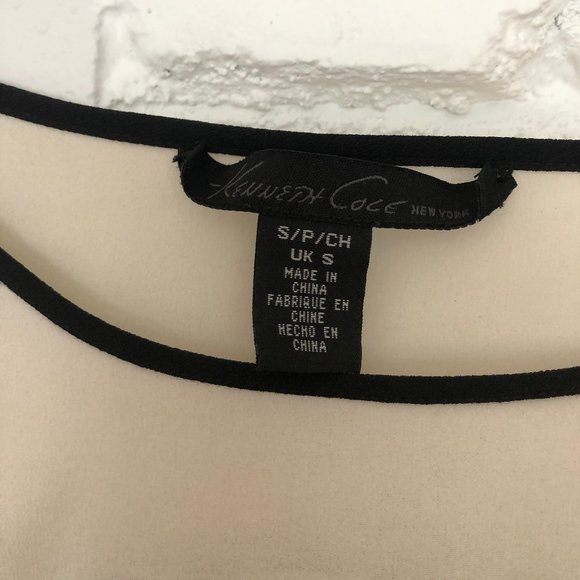 Kenneth Cole NEW YORK
S/P/CH
UK S
MADE IN
CHINA
FABRIQUE EN
CHINE
HECHO EN
CHINA